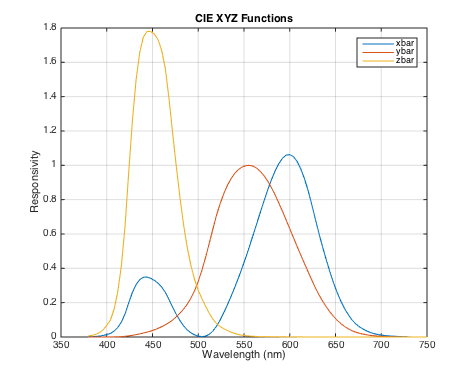 CIE XYZ Functions
1.8
1.6
1.4
1.2
1
0.8
0.6
0.4
0.2
0
Responsivity
xbar
ybar
zbar
350 400 450 500 550 600 650 700 750
Wavelength (nm)